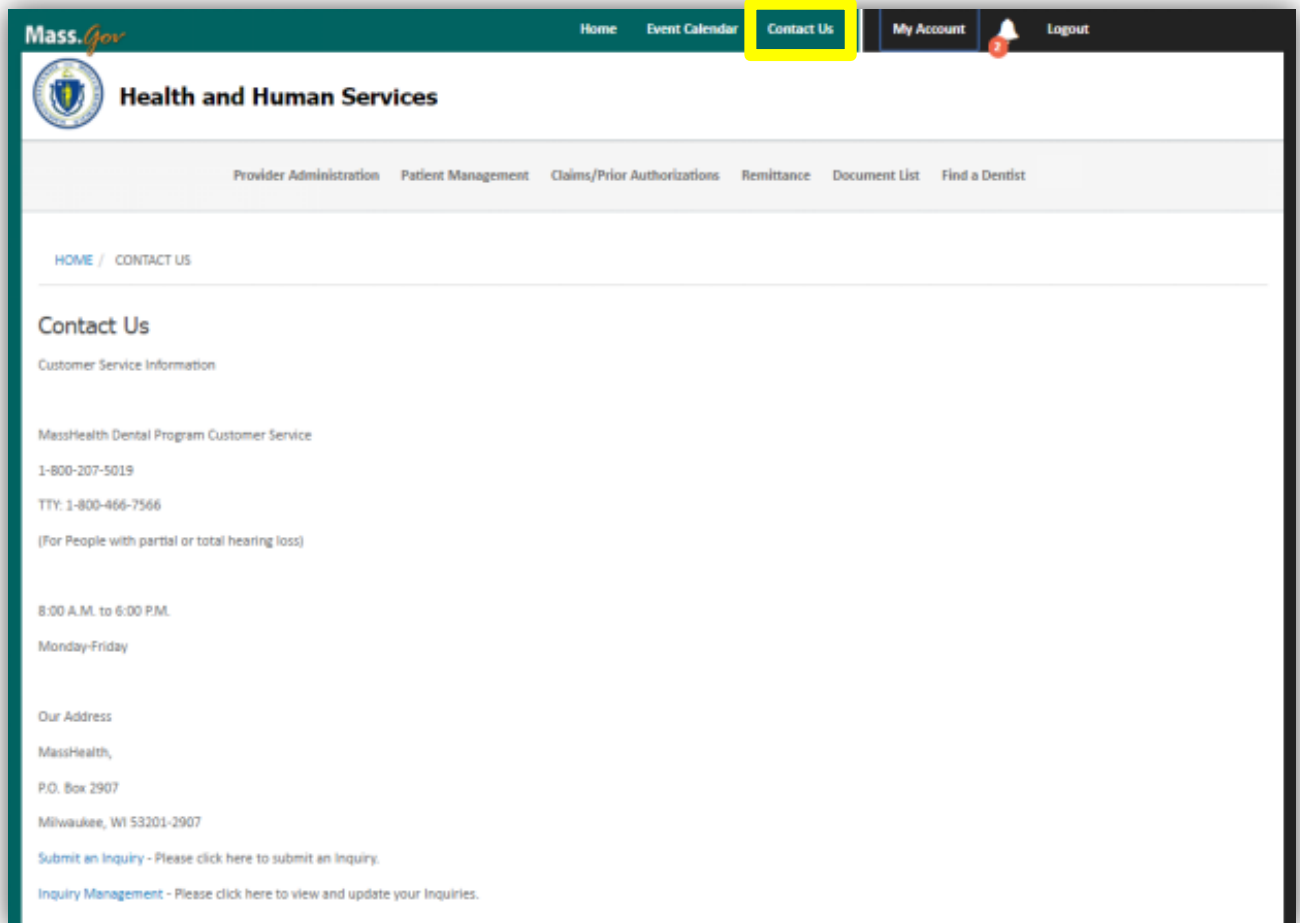 Mass.Gov
Home Event Calendar Contact Us My Account 2 Logout
Health and Human Services
Provider Administration Patient Management Claims/Prior Authorizations Remittance Document List Find a Dentist
HOME / CONTACT US
Contact Us
Customer Service Information
MassHealth Dental Program Customer Service
1-800-207-5019
TTY: 1-800-466-7566
(For People with partial or total hearing loss)
8:00 A.M. to 6:00 P.M.
Monday-Friday
Our Address
MassHealth,
P.O. Box 2907
Milwaukee, WI 53201-2907
Submit an Inquiry - Please click here to submit an Inquiry.
Inquiry Management - Please click here to view and update your Inquiries.